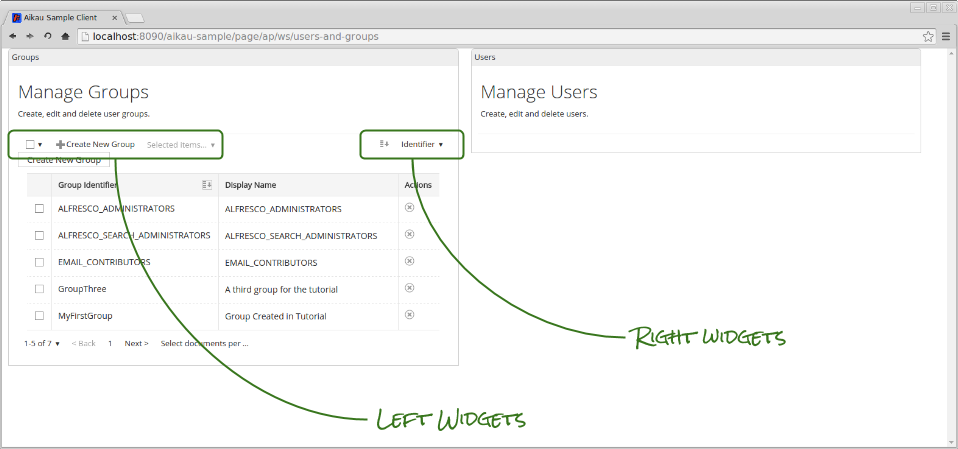 Aikau Sample Client
localhost:8090/aikau-sample/page/ap/ws/users-and-groups
Groups
Manage Groups
Create, edit and delete user groups.
Create New Group Selected Items... Identifier
Create New Group
Group Identifier Display Name Actions
ALFRESCO_ADMINISTRATORS ALFRESCO_ADMINISTRATORS
ALFRESCO_SEARCH_ADMINISTRATORS ALFRESCO_SEARCH_ADMINISTRATORS
EMAIL_CONTRIBUTORS EMAIL_CONTRIBUTORS
GroupThree A third group for the tutorial
MyFirstGroup Group Created in Tutorial
1-5 of 7 < Back 1 Next > Select documents per ...
Users
Manage Users
Create, edit and delete users.
Right Widgets
Left Widgets